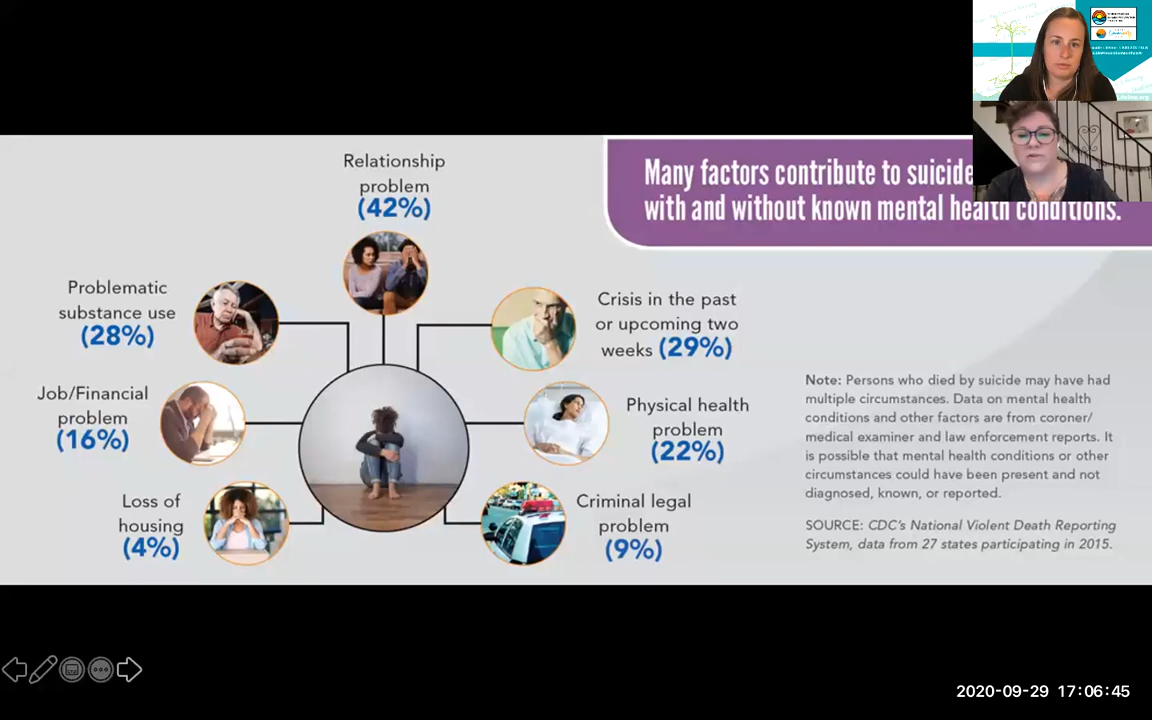 Many factors contribute to suicide
with and without known mental health conditions.
Relationship
problem
(42%)
Problematic
substance use
(28%)
Crisis in the past
or upcoming two
weeks (29%)
Job/Financial
problem
(16%)
Physical health
problem
(22%)
Loss of
housing
(4%)
Criminal legal
problem
(9%)
Note: Persons who died by suicide may have had
multiple circumstances. Data on mental health
conditions and other factors are from coroner/
medical examiner and law enforcement reports. It
is possible that mental health conditions or other
circumstances could have been present and not
diagnosed, known, or reported.
SOURCE: CDC's National Violent Death Reporting
System, data from 27 states participating in 2015.
2020-09-29 17:06:45